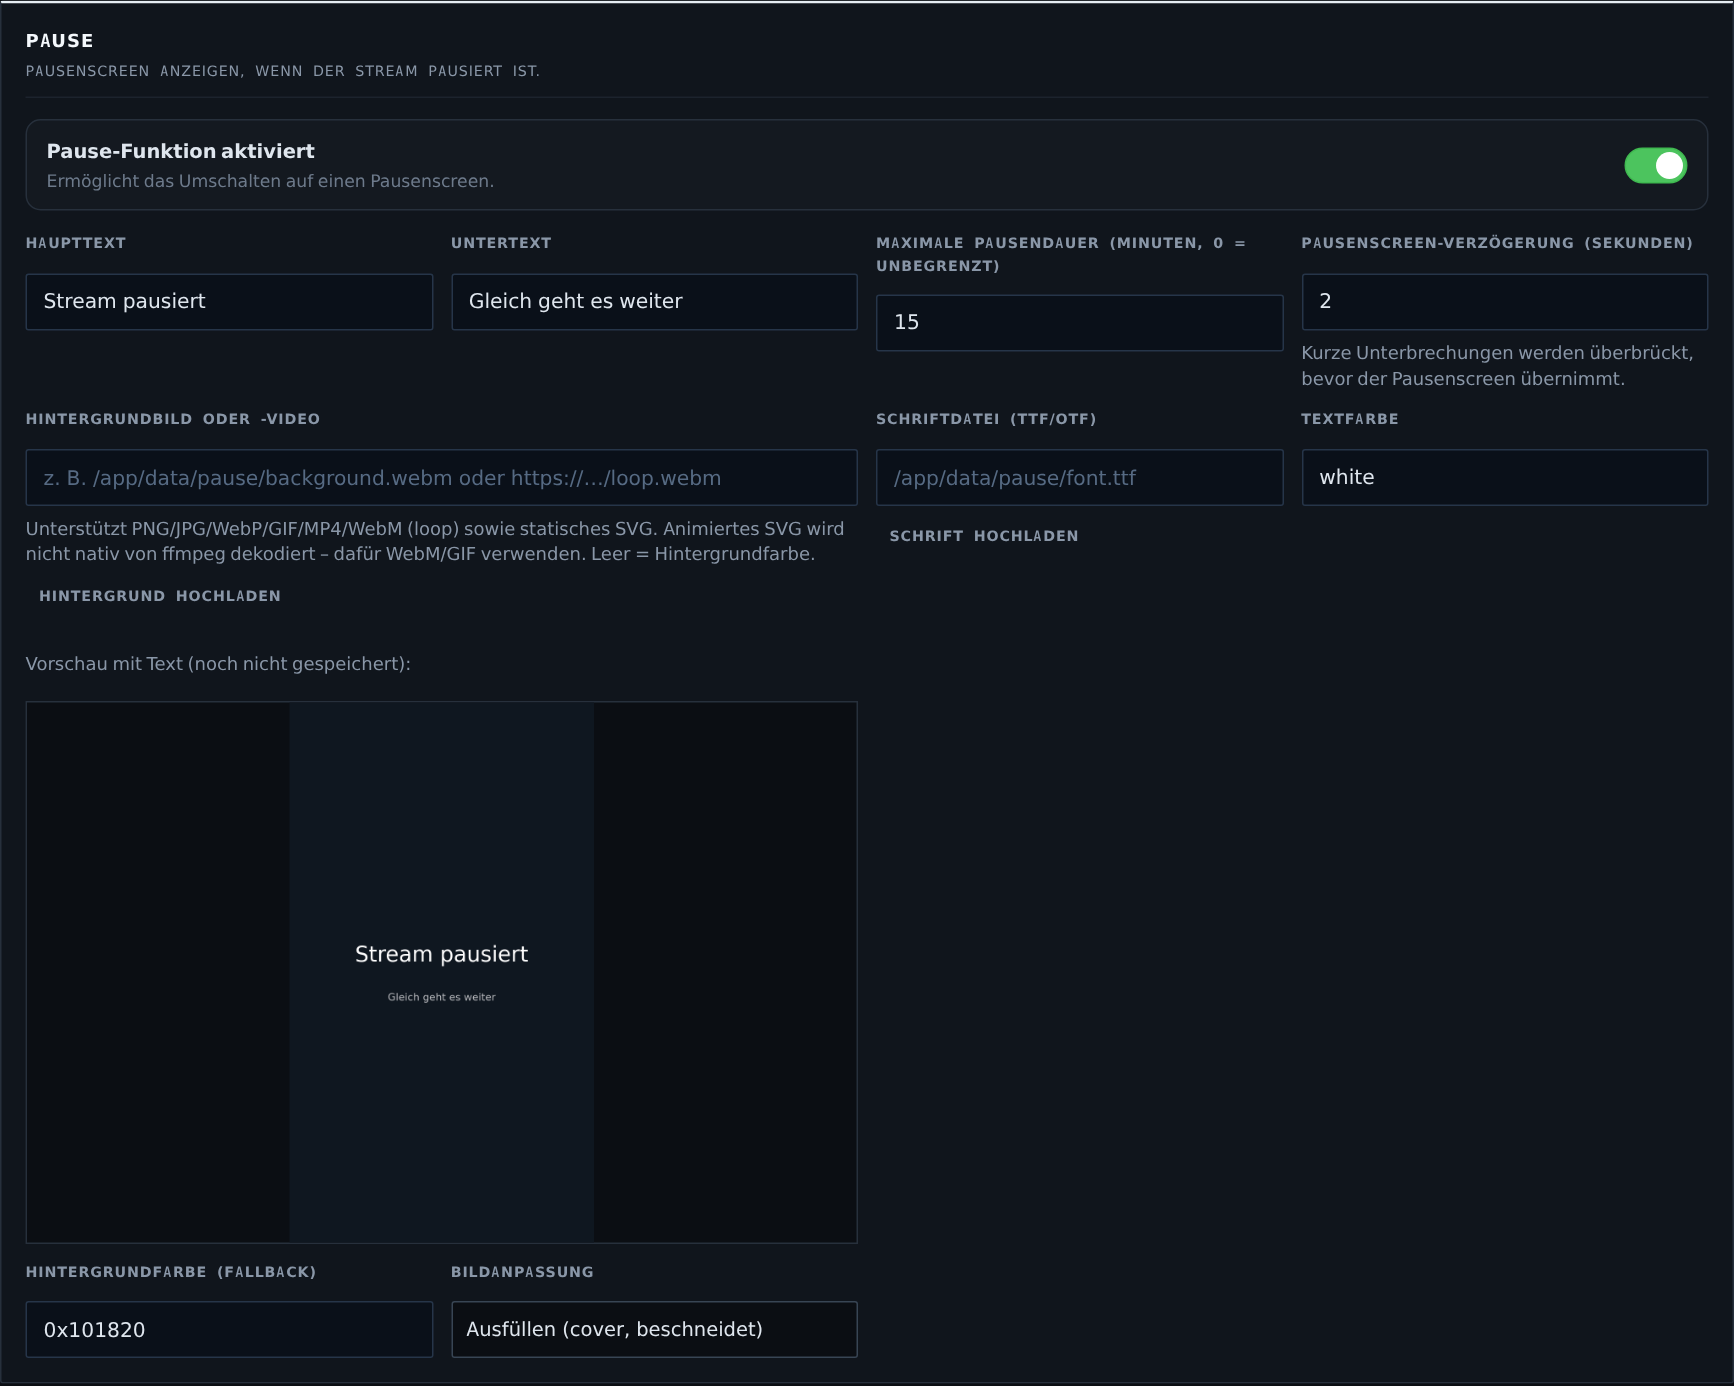 PAUSE
PAUSENSCREEN ANZEIGEN, WENN DER STREAM PAUSIERT IST.
Pause-Funktion aktiviert
Ermöglicht das Umschalten auf einen Pausenscreen.
HAUPTTEXT
Stream pausiert
UNTERTEXT
Gleich geht es weiter
MAXIMALE PAUSENDAUER (MINUTEN, 0 =
UNBEGRENZT)
15
PAUSENSCREEN-VERZÖGERUNG (SEKUNDEN)
2
Kurze Unterbrechungen werden überbrückt,
bevor der Pausenscreen übernimmt.
HINTERGRUNDBILD ODER -VIDEO
z. B. /app/data/pause/background.webm oder https://…/loop.webm
Unterstützt PNG/JPG/WebP/GIF/MP4/WebM (loop) sowie statisches SVG. Animiertes SVG wird
nicht nativ von ffmpeg dekodiert – dafür WebM/GIF verwenden. Leer = Hintergrundfarbe.
HINTERGRUND HOCHLADEN
SCHRIFTDATEI (TTF/OTF)
/app/data/pause/font.ttf
SCHRIFT HOCHLADEN
TEXTFARBE
white
Vorschau mit Text (noch nicht gespeichert):
Stream pausiert
Gleich geht es weiter
HINTERGRUNDFARBE (FALLBACK)
0x101820
BILDANPASSUNG
Ausfüllen (cover, beschneidet)